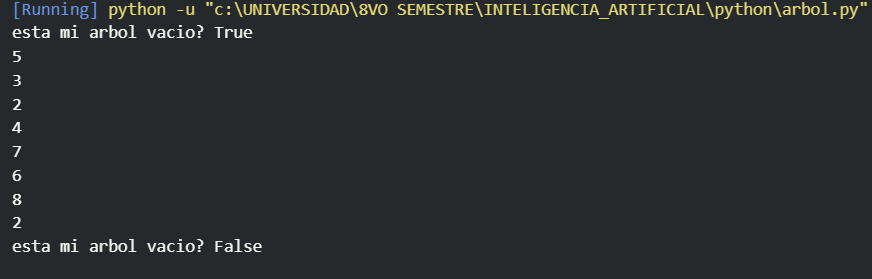 [Running] python -u "c:\UNIVERSIDAD\8VO SEMESTRE\INTELIGENCIA_ARTIFICIAL\python\arbol.py"
esta mi arbol vacio? True
5
3
2
4
7
6
8
2
esta mi arbol vacio? False